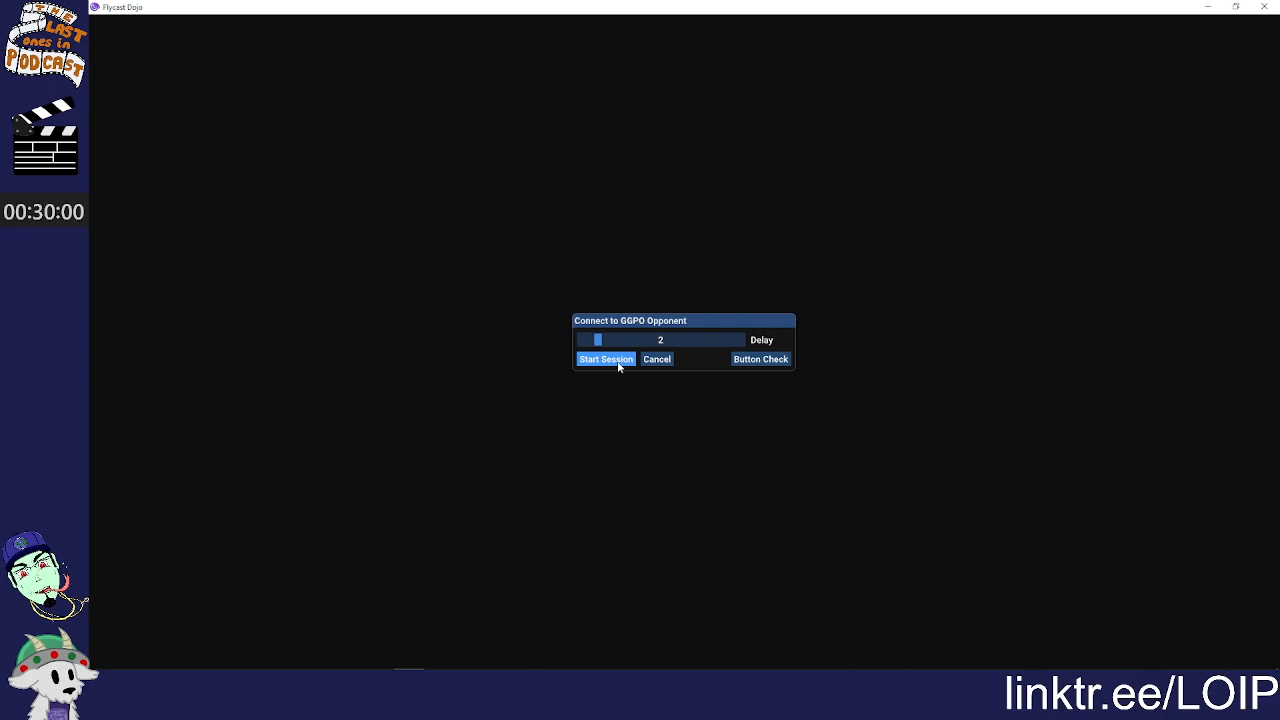 THE
LAST
ones in
PODCAST
Flycast Dojo
00:30:00
Connect to GGPO Opponent
2
Delay
Start Session
Cancel
Button Check
linktr.ee/LOIP